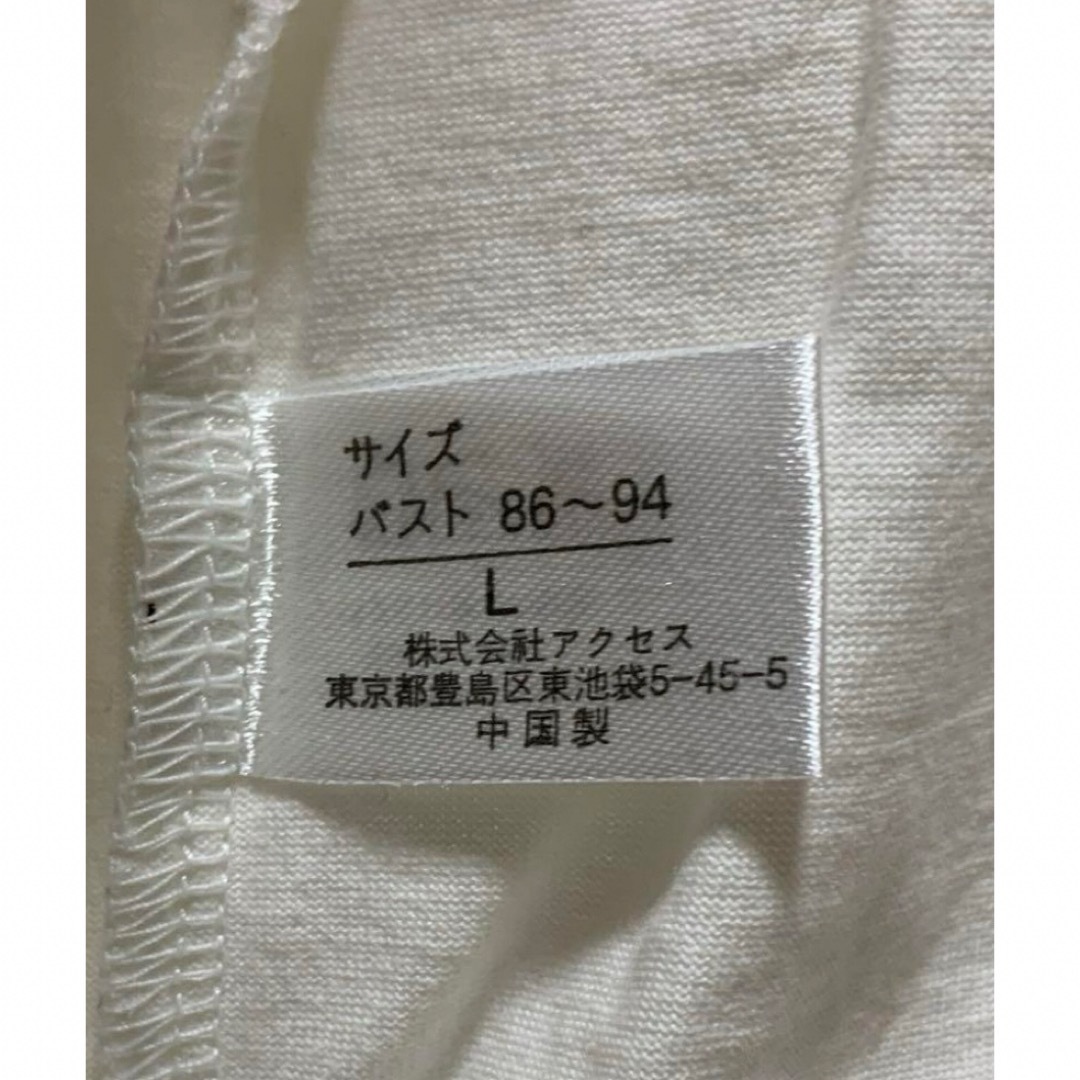 サイズ
バスト 86～94
L
株式会社アクセス
東京都豊島区東池袋5-45-5
中国製